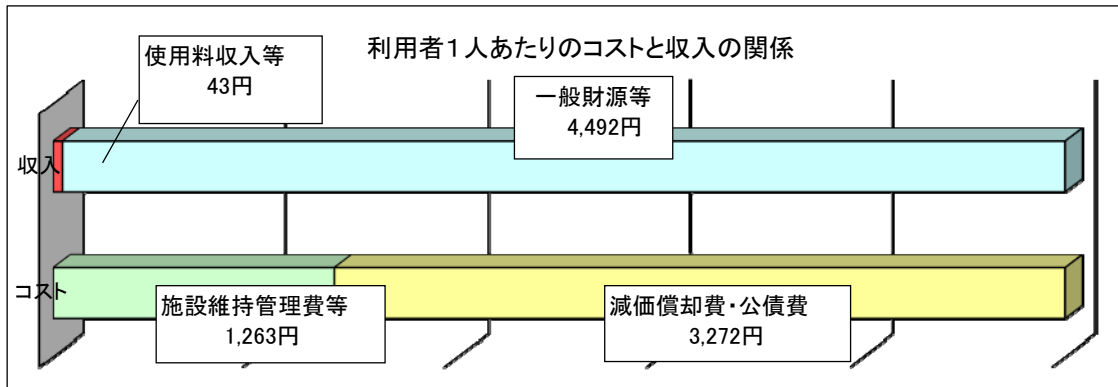 利用者１人あたりのコストと収入の関係
使用料収入等
43円
一般財源等
4,492円
収入
コスト
施設維持管理費等
1,263円
減価償却費・公債費
3,272円